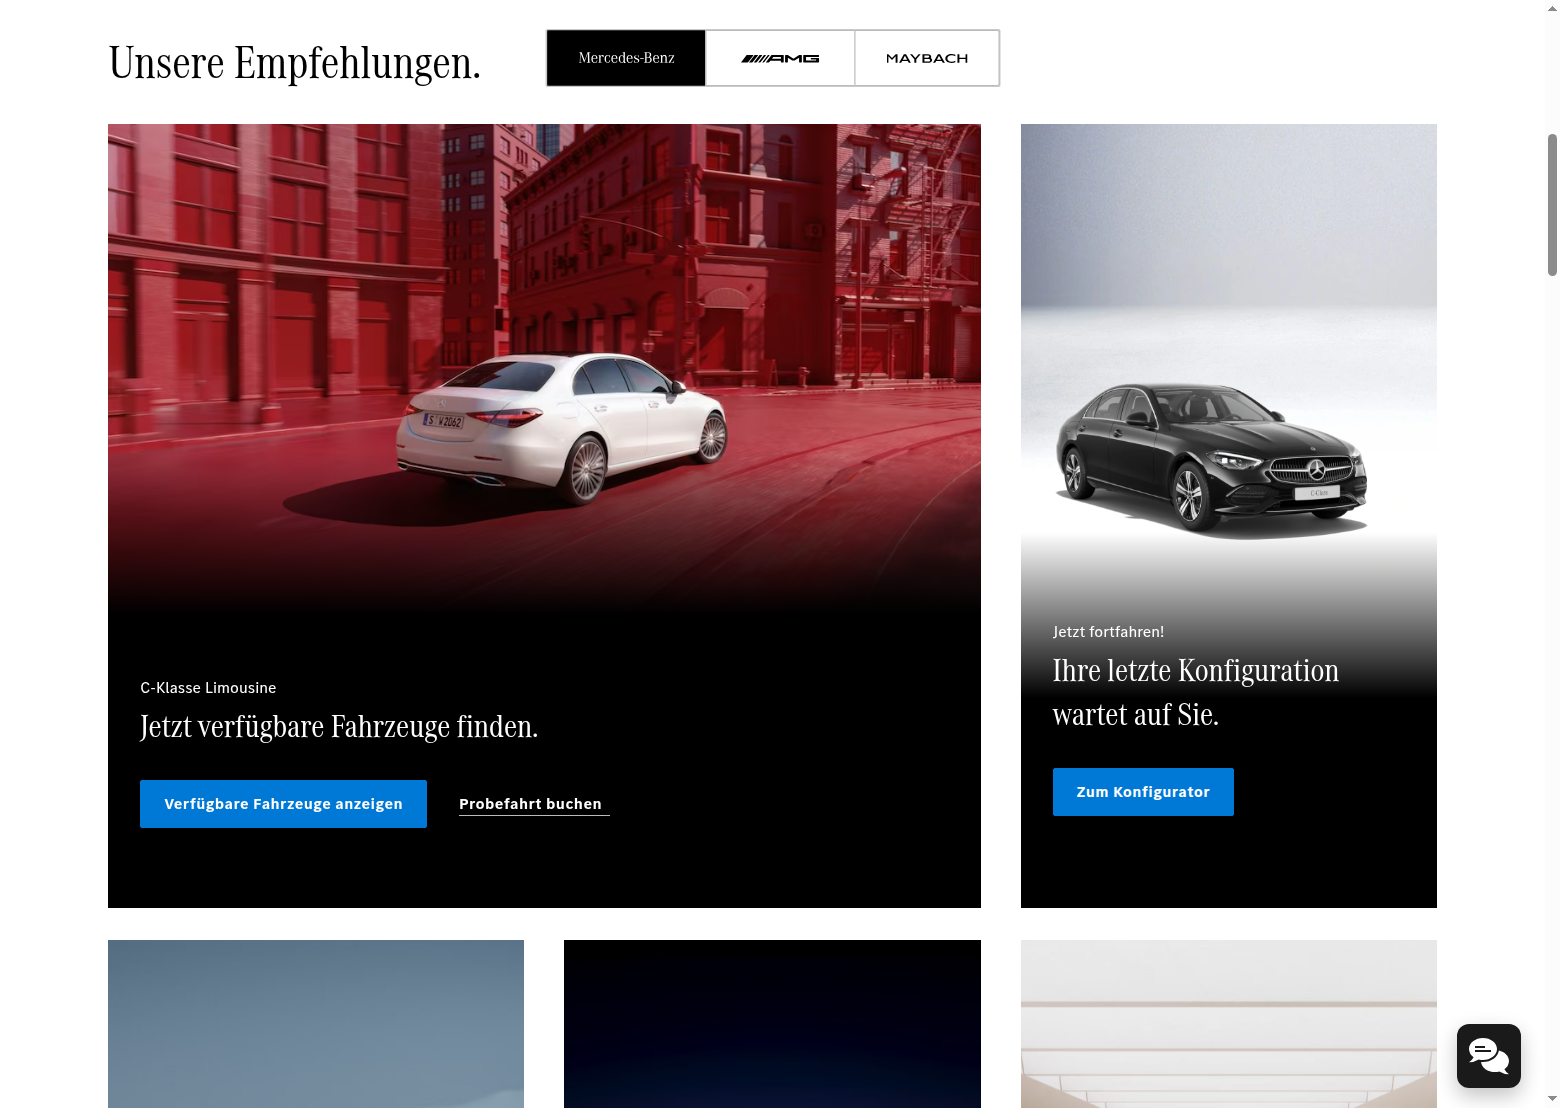 Unsere Empfehlungen.
Mercedes-Benz
AMG
MAYBACH
S W 2062
C-Klasse Limousine
Jetzt verfügbare Fahrzeuge finden.
Verfügbare Fahrzeuge anzeigen
Probefahrt buchen
C-Class
Jetzt fortfahren!
Ihre letzte Konfiguration
wartet auf Sie.
Zum Konfigurator